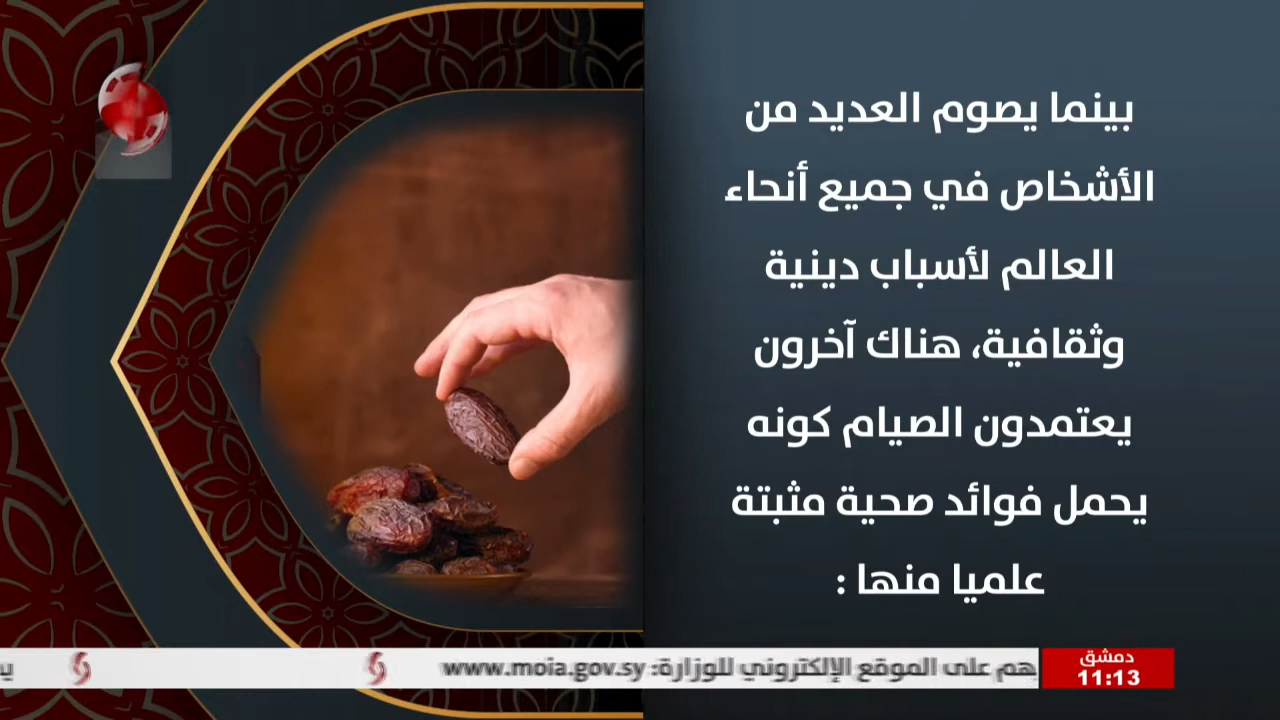 بينما يصوم العديد من
الأشخاص في جميع أنحاء
العالم لأسباب دينية
وثقافية، هناك آخرون
يعتمدون الصيام كونه
يحمل فوائد صحية مثبتة
علميا منها :
على الموقع الإلكتروني للوزارة: www.moia.gov.sy
دمشق
11:13